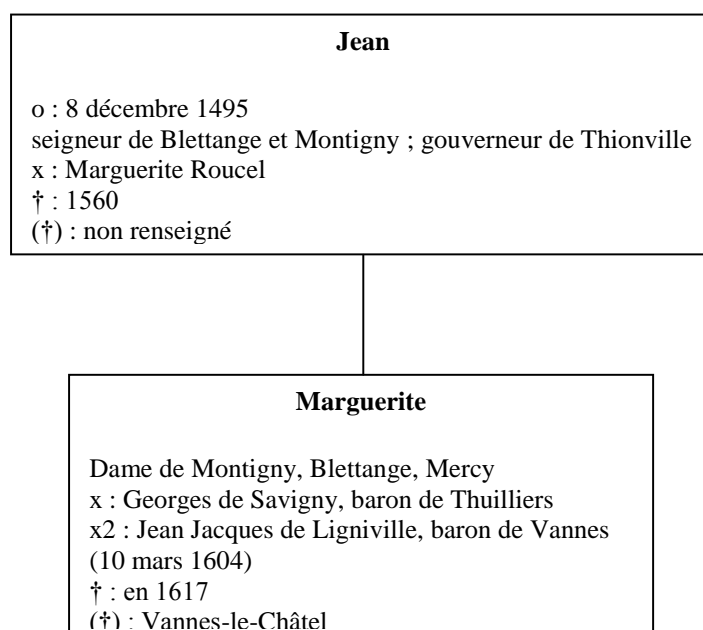 Jean
o : 8 décembre 1495
seigneur de Blettange et Montigny ; gouverneur de Thionville
x : Marguerite Roucel
† : 1560
(†) : non renseigné
Marguerite
Dame de Montigny, Blettange, Mercy
x : Georges de Savigny, baron de Thuilliers
x2 : Jean Jacques de Ligniville, baron de Vannes
(10 mars 1604)
† : en 1617
(†) : Vannes-le-Châtel